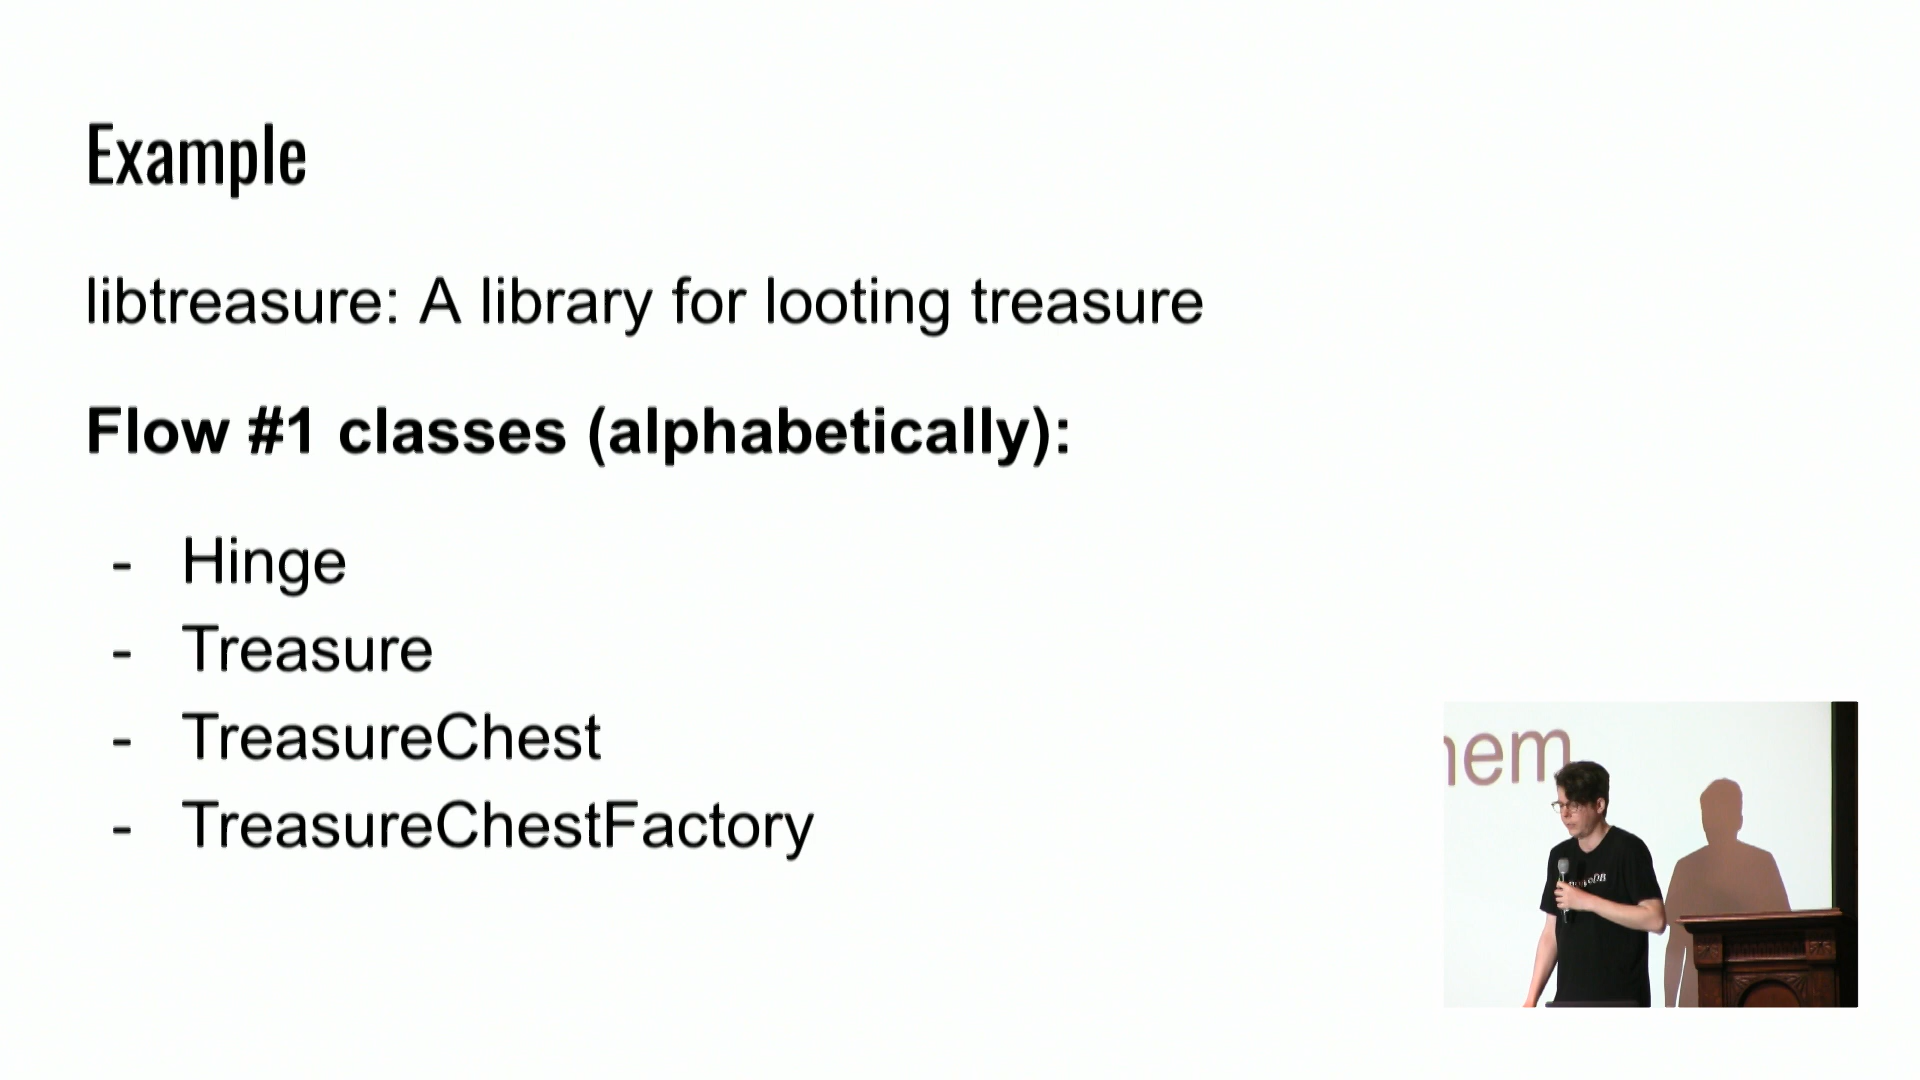 Example
libtreasure: A library for looting treasure
Flow #1 classes (alphabetically):
- Hinge
- Treasure
- TreasureChest
- TreasureChestFactory